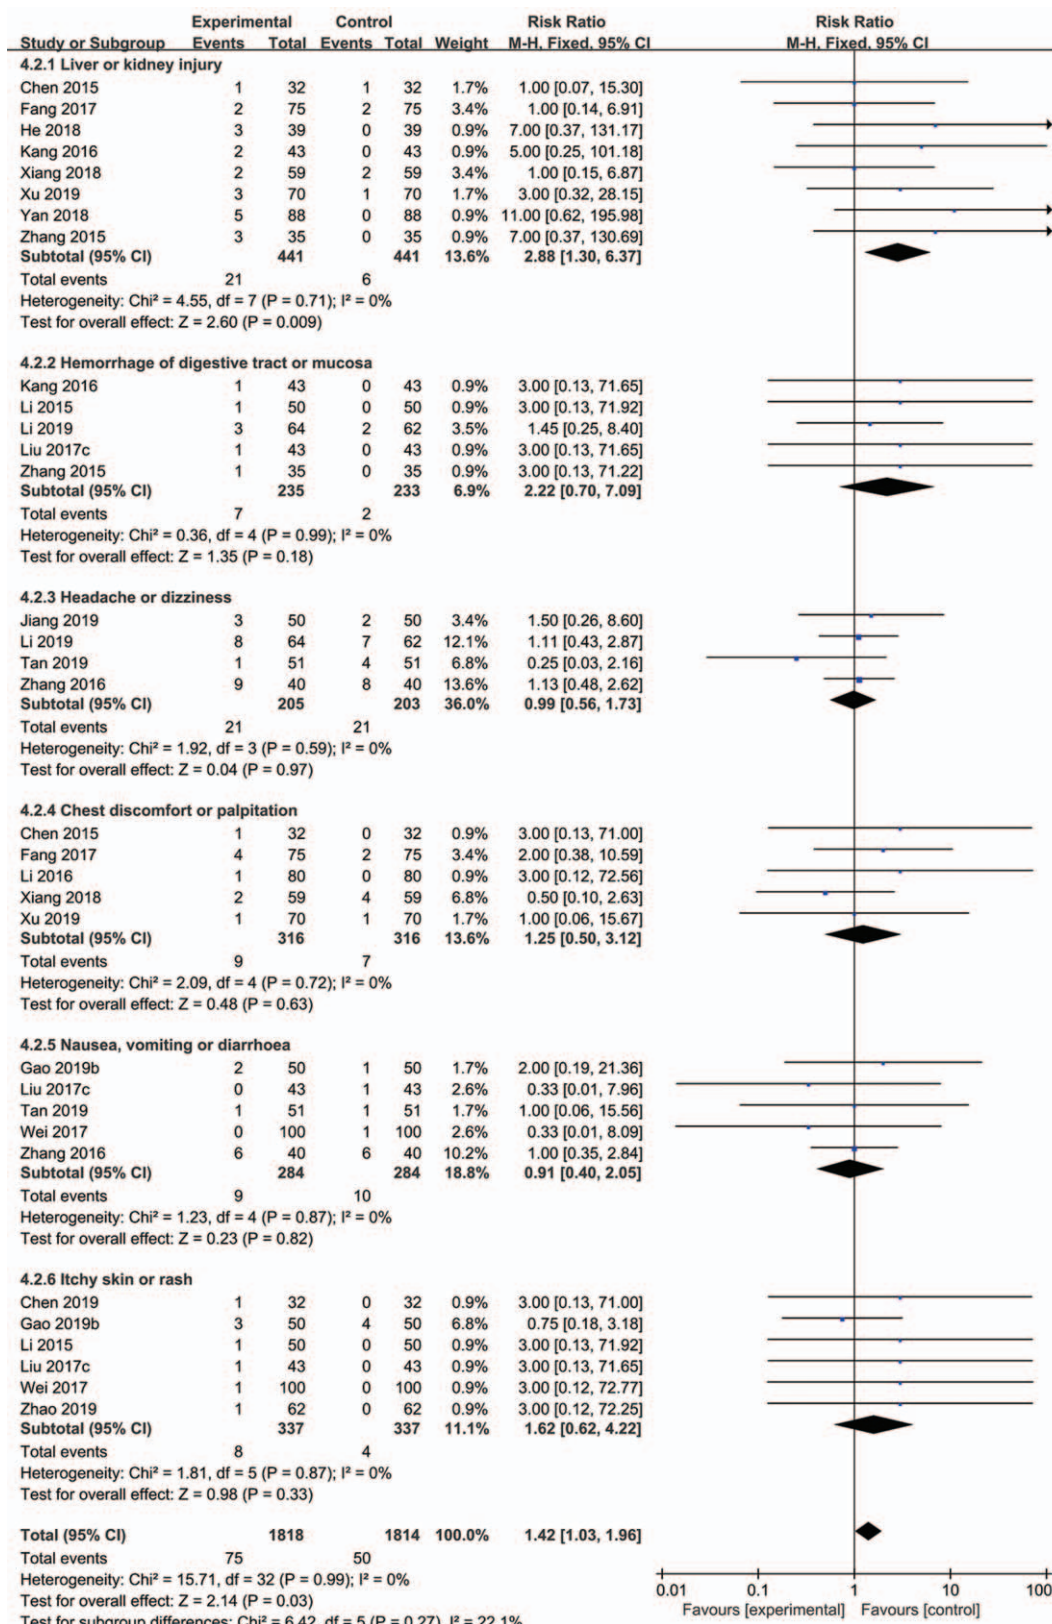 Experimental Control Risk Ratio Risk Ratio
Study or Subgroup Events Total Events Total Weight M-H, Fixed, 95% CI M-H, Fixed, 95% CI
4.2.1 Liver or kidney injury
Chen 2015 1 32 1 32 1.7% 1.00 [0.07, 15.30]
Fang 2017 2 75 2 75 3.4% 1.00 [0.14, 6.91]
He 2018 3 39 0 39 0.9% 7.00 [0.37, 131.17]
Kang 2016 2 43 0 43 0.9% 5.00 [0.25, 101.18]
Xiang 2018 2 59 2 59 3.4% 1.00 [0.15, 6.87]
Xu 2019 3 70 1 70 1.7% 3.00 [0.32, 28.15]
Yan 2018 5 88 0 88 0.9% 11.00 [0.62, 195.98]
Zhang 2015 3 35 0 35 0.9% 7.00 [0.37, 130.69]
Subtotal (95% CI) 441 441 13.6% 2.88 [1.30, 6.37]
Total events 21 6
Heterogeneity: Chi² = 4.55, df = 7 (P = 0.71); I² = 0%
Test for overall effect: Z = 2.60 (P = 0.009)
4.2.2 Hemorrhage of digestive tract or mucosa
Kang 2016 1 43 0 43 0.9% 3.00 [0.13, 71.65]
Li 2015 1 50 0 50 0.9% 3.00 [0.13, 71.92]
Li 2019 3 64 2 62 3.5% 1.45 [0.25, 8.40]
Liu 2017c 1 43 0 43 0.9% 3.00 [0.13, 71.65]
Zhang 2015 1 35 0 35 0.9% 3.00 [0.13, 71.22]
Subtotal (95% CI) 235 233 6.9% 2.22 [0.70, 7.09]
Total events 7 2
Heterogeneity: Chi² = 0.36, df = 4 (P = 0.99); I² = 0%
Test for overall effect: Z = 1.35 (P = 0.18)
4.2.3 Headache or dizziness
Jiang 2019 3 50 2 50 3.4% 1.50 [0.26, 8.60]
Li 2019 8 64 7 62 12.1% 1.11 [0.43, 2.87]
Tan 2019 1 51 4 51 6.8% 0.25 [0.03, 2.16]
Zhang 2016 9 40 8 40 13.6% 1.13 [0.48, 2.62]
Subtotal (95% CI) 205 203 36.0% 0.99 [0.56, 1.73]
Total events 21 21
Heterogeneity: Chi² = 1.92, df = 3 (P = 0.59); I² = 0%
Test for overall effect: Z = 0.04 (P = 0.97)
4.2.4 Chest discomfort or palpitation
Chen 2015 1 32 0 32 0.9% 3.00 [0.13, 71.00]
Fang 2017 4 75 2 75 3.4% 2.00 [0.38, 10.59]
Li 2016 1 80 0 80 0.9% 3.00 [0.12, 72.56]
Xiang 2018 2 59 4 59 6.8% 0.50 [0.10, 2.63]
Xu 2019 1 70 1 70 1.7% 1.00 [0.06, 15.67]
Subtotal (95% CI) 316 316 13.6% 1.25 [0.50, 3.12]
Total events 9 7
Heterogeneity: Chi² = 2.09, df = 4 (P = 0.72); I² = 0%
Test for overall effect: Z = 0.48 (P = 0.63)
4.2.5 Nausea, vomiting or diarrhoea
Gao 2019b 2 50 1 50 1.7% 2.00 [0.19, 21.36]
Liu 2017c 0 43 1 43 2.6% 0.33 [0.01, 7.96]
Tan 2019 1 51 1 51 1.7% 1.00 [0.06, 15.56]
Wei 2017 0 100 1 100 2.6% 0.33 [0.01, 8.09]
Zhang 2016 6 40 6 40 10.2% 1.00 [0.35, 2.84]
Subtotal (95% CI) 284 284 18.8% 0.91 [0.40, 2.05]
Total events 9 10
Heterogeneity: Chi² = 1.23, df = 4 (P = 0.87); I² = 0%
Test for overall effect: Z = 0.23 (P = 0.82)
4.2.6 Itchy skin or rash
Chen 2019 1 32 0 32 0.9% 3.00 [0.13, 71.00]
Gao 2019b 3 50 4 50 6.8% 0.75 [0.18, 3.18]
Li 2015 1 50 0 50 0.9% 3.00 [0.13, 71.92]
Liu 2017c 1 43 0 43 0.9% 3.00 [0.13, 71.65]
Wei 2017 1 100 0 100 0.9% 3.00 [0.12, 72.77]
Zhao 2019 1 62 0 62 0.9% 3.00 [0.12, 72.25]
Subtotal (95% CI) 337 337 11.1% 1.62 [0.62, 4.22]
Total events 8 4
Heterogeneity: Chi² = 1.81, df = 5 (P = 0.87); I² = 0%
Test for overall effect: Z = 0.98 (P = 0.33)
Total (95% CI) 1818 1814 100.0% 1.42 [1.03, 1.96]
Total events 75 50
Heterogeneity: Chi² = 15.71, df = 32 (P = 0.99); I² = 0%
Test for overall effect: Z = 2.14 (P = 0.03)
Test for subgroup differences: Chi² = 6.42, df = 5 (P = 0.27), I² = 22.1%
0.01 0.1 1 10 100
Favours [experimental] Favours [control]